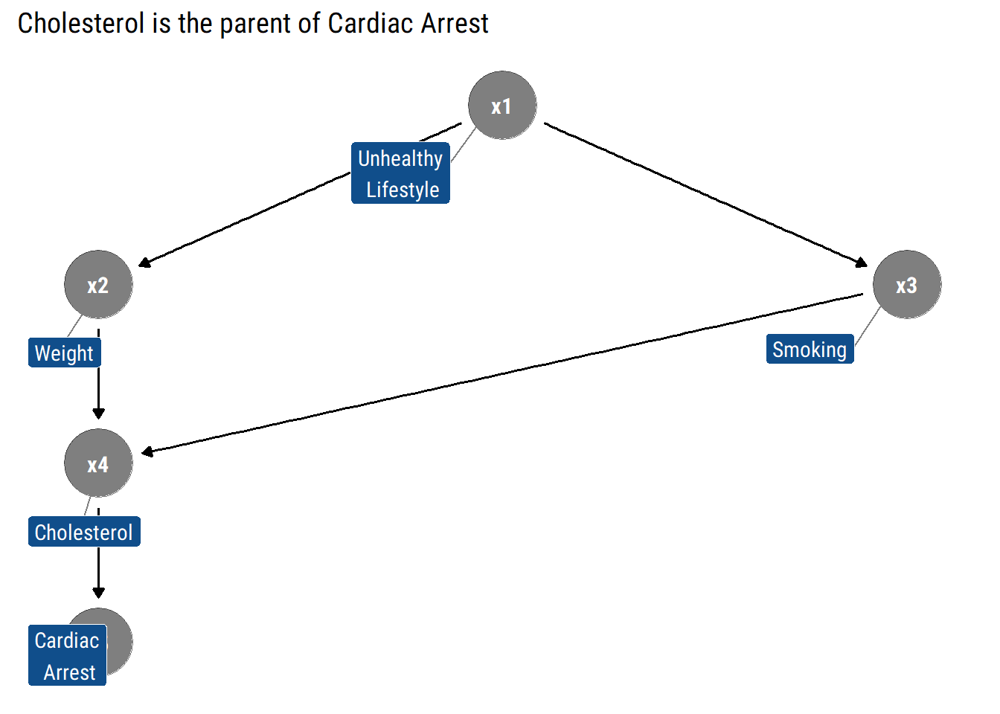 Cholesterol is the parent of Cardiac Arrest
x1
Unhealthy
Lifestyle
x2
x3
Weight
Smoking
x4
Cholesterol
Cardiac
Arrest